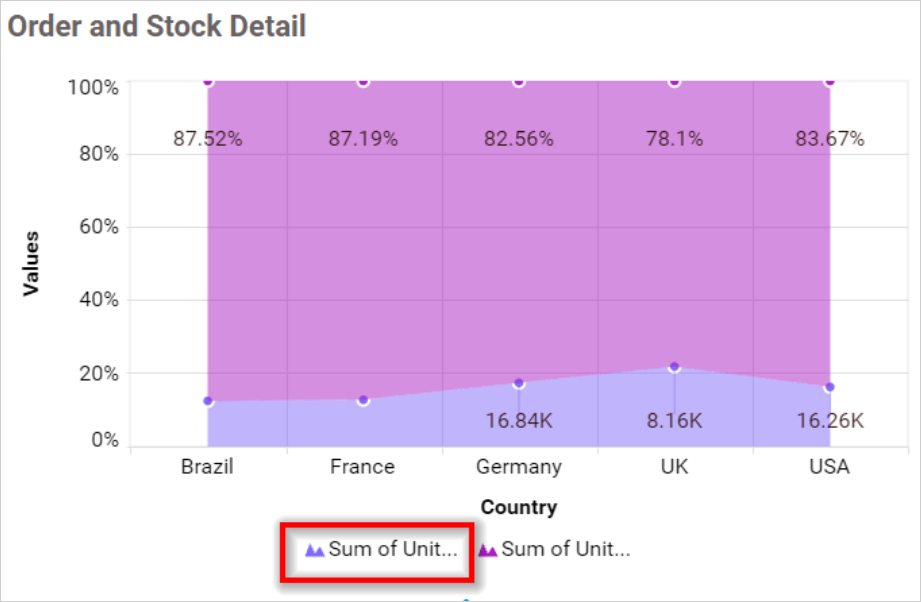 Order and Stock Detail
100%
87.52% 87.19% 82.56% 78.1% 83.67%
80%
60%
Values
40%
20%
16.84K 8.16K 16.26K
0%
Brazil France Germany UK USA
Country
Sum of Unit... Sum of Unit...